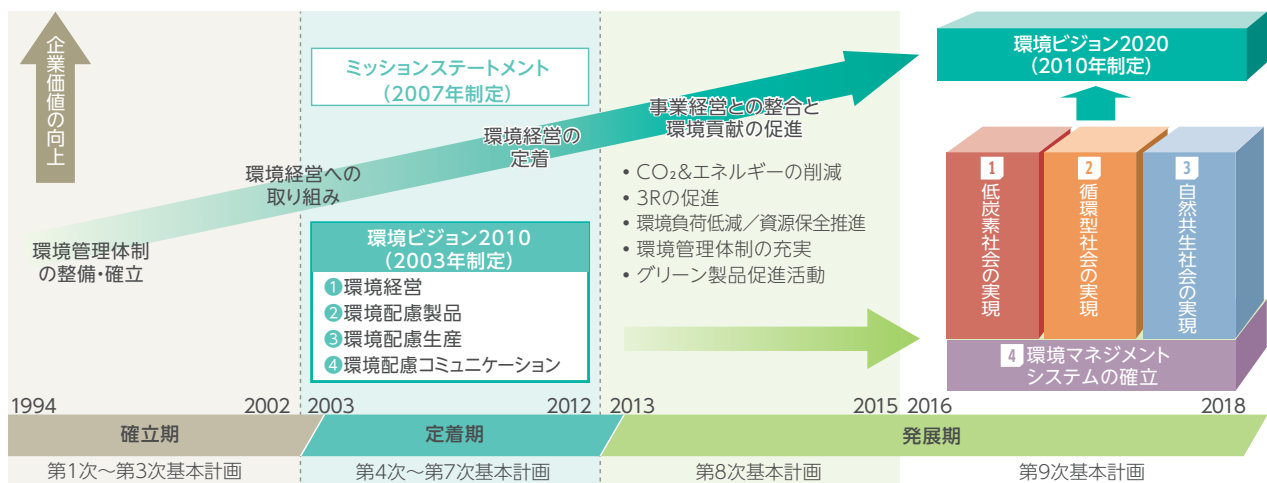 企業価値の向上
環境管理体制
の整備・確立
環境経営への
取り組み
ミッションステートメント
(2007年制定)
環境経営の
定着
環境ビジョン2010
(2003年制定)
1環境経営
2環境配慮製品
3環境配慮生産
4環境配慮コミュニケーション
事業経営との整合と
環境貢献の促進
• CO₂&エネルギーの削減
• 3Rの促進
• 環境負荷低減／資源保全推進
• 環境管理体制の充実
• グリーン製品促進活動
環境ビジョン2020
(2010年制定)
1
低炭素社会の実現
2
循環型社会の実現
3
自然共生社会の実現
4 環境マネジメント
システムの確立
1994 2002 2003 2012 2013 2015 2016 2018
確立期 定着期 発展期
第1次～第3次基本計画 第4次～第7次基本計画 第8次基本計画 第9次基本計画